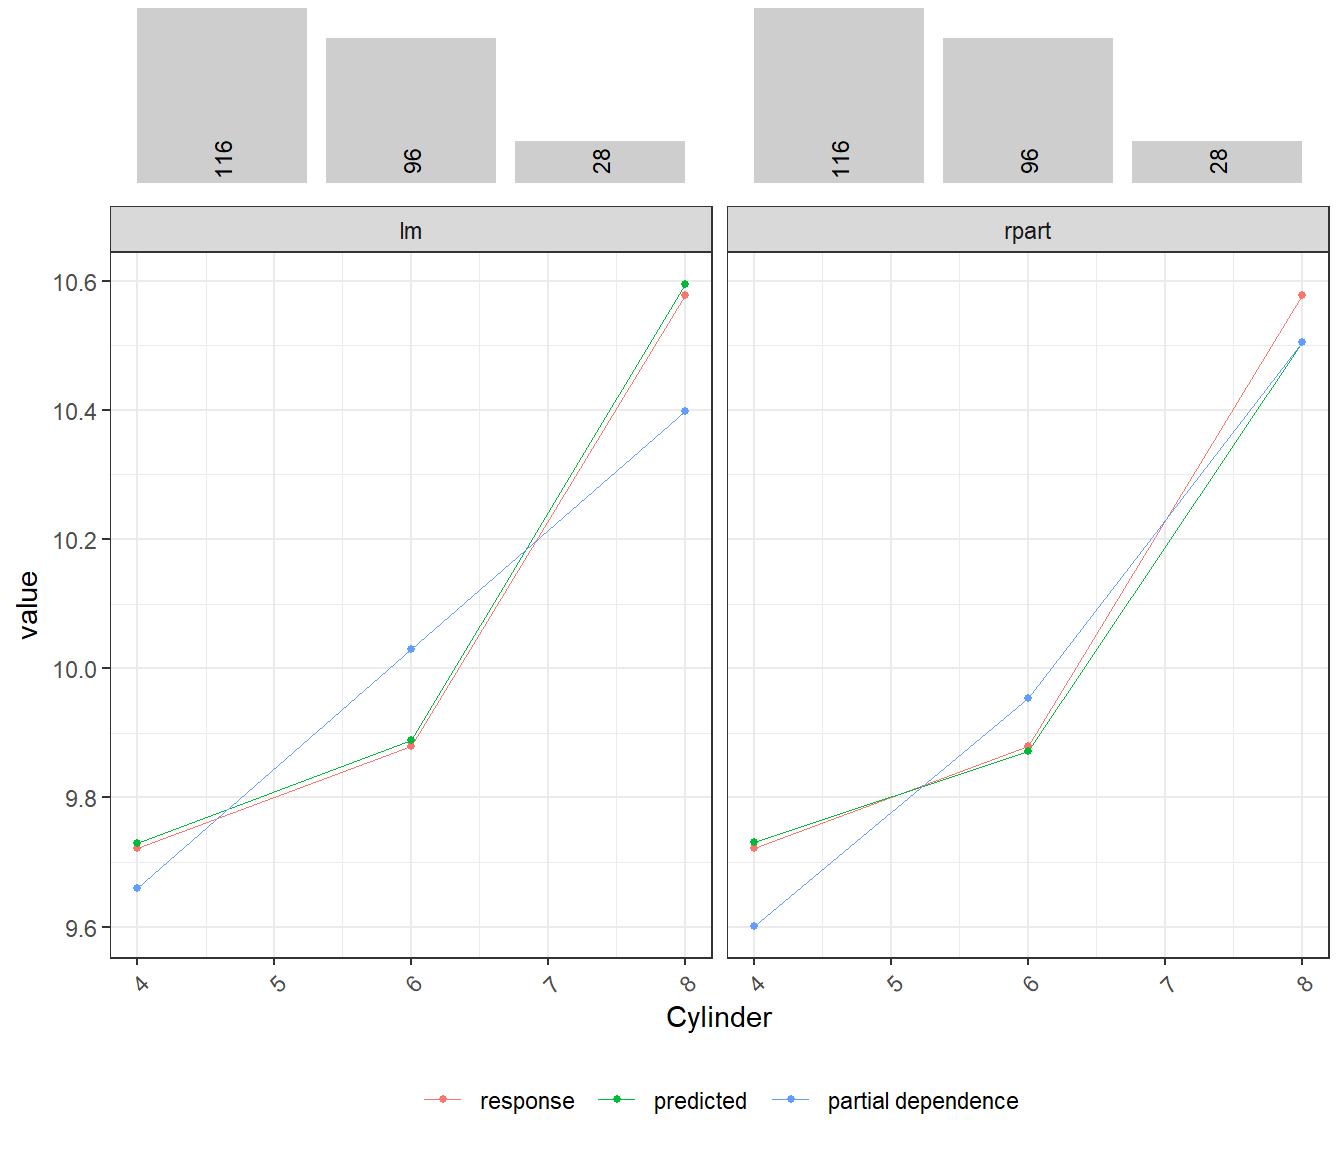 116 96 28 116 96 28
lm rpart
10.6
10.4
10.2
10.0
9.8
9.6
value
4 5 6 7 8 4 5 6 7 8
Cylinder
response predicted partial dependence